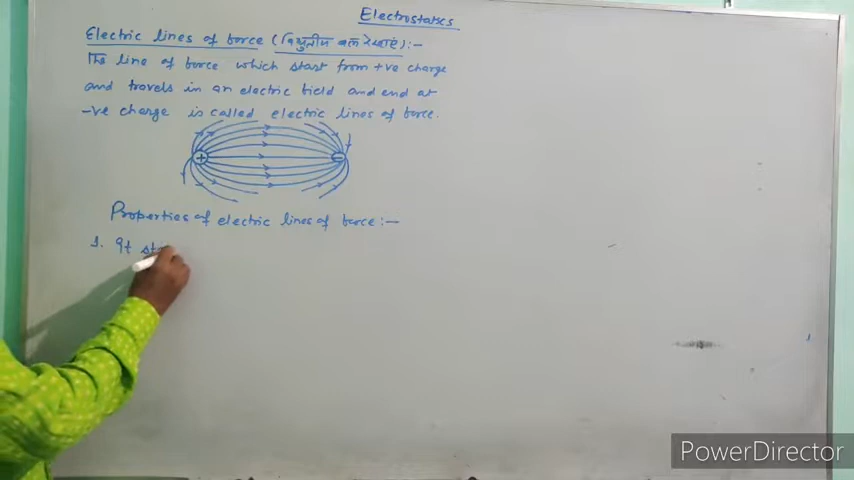 Electrostatics
Electric lines of force (विद्युतीय बल रेखाएं):-
The line of force which start from +ve charge
and travels in an electric field and end at
-ve charge is called electric lines of force.
+ -
Properties of electric lines of force:-
1. It st
PowerDirector